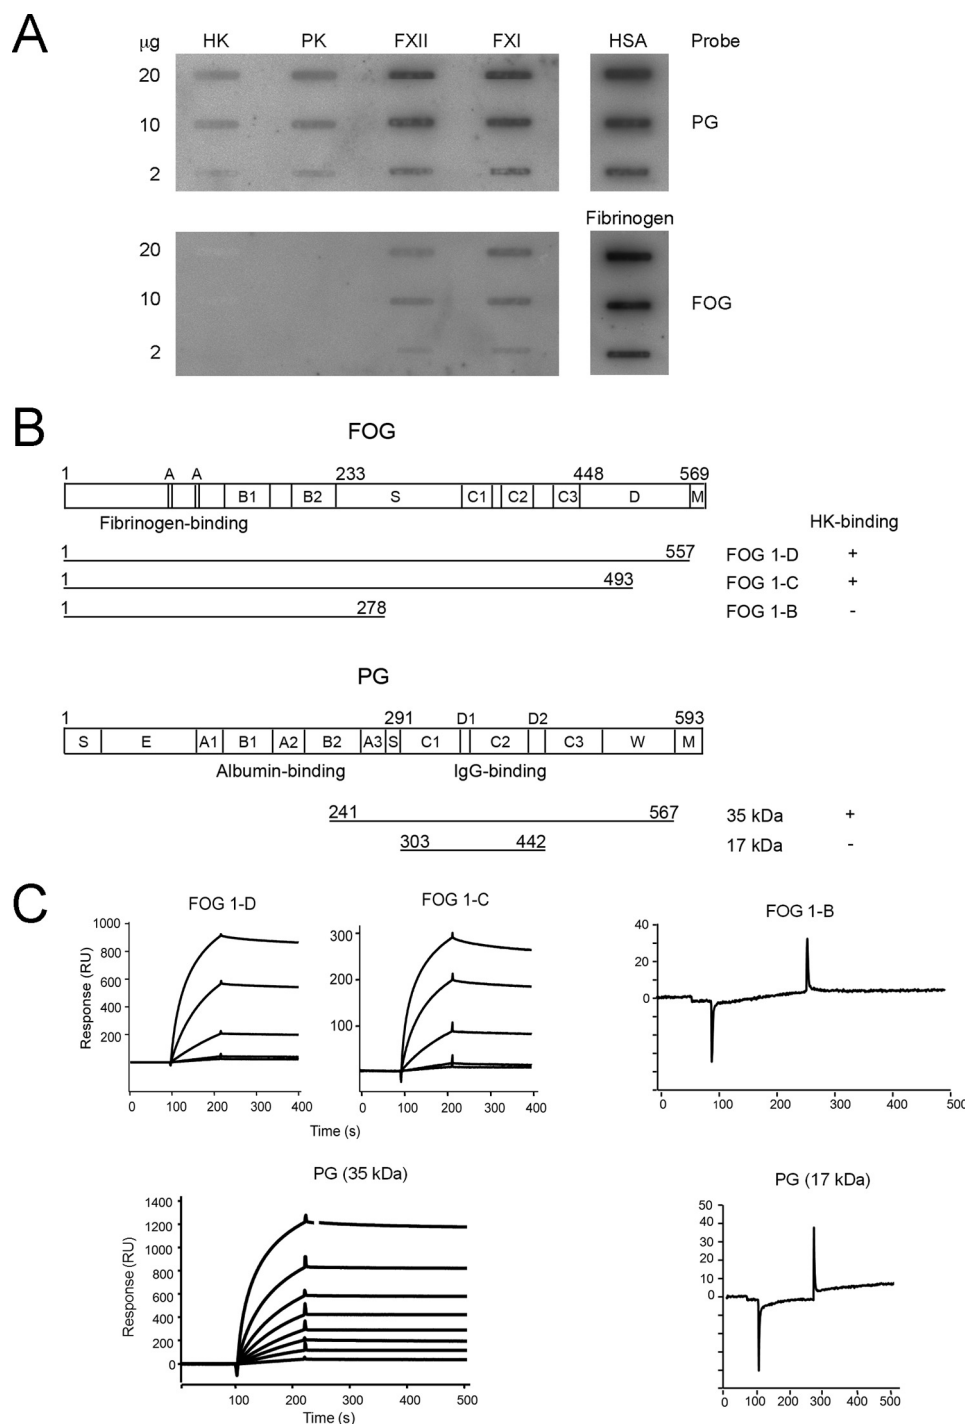 A
µg HK PK FXII FXI HSA Probe
20
10 PG
2
Fibrinogen
20
10 FOG
2
B
FOG
1 A A 233 448 569
B1 B2 S C1 C2 C3 D M
Fibrinogen-binding HK-binding
1 557 FOG 1-D +
1 493 FOG 1-C +
1 278 FOG 1-B -
PG
1 291 D1 D2 593
S E A1 B1 A2 B2 A3 S C1 C2 C3 W M
Albumin-binding IgG-binding
241 567 35 kDa +
303 442 17 kDa -
C
FOG 1-D
1000
800
600
400
200
Response (RU)
0 100 200 300 400
FOG 1-C
300
200
100
0 100 200 300 400
Time (s)
FOG 1-B
40
20
0
0 100 200 300 400 500
PG (35 kDa)
1400
1200
1000
800
600
400
200
0
Response (RU)
0 100 200 300 400 500
Time (s)
PG (17 kDa)
50
40
30
20
10
0
0 100 200 300 400 500